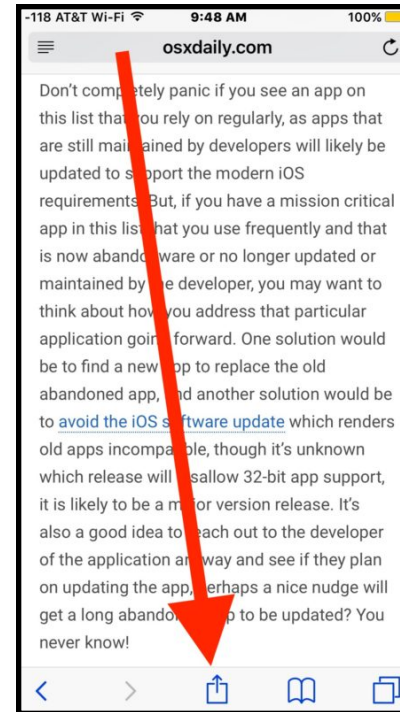 -118 AT&T Wi-Fi 9:48 AM 100%
osxdaily.com
Don't completely panic if you see an app on
this list that you rely on regularly, as apps that
are still maintained by developers will likely be
updated to support the modern iOS
requirements. But, if you have a mission critical
app in this list that you use frequently and that
is now abandonware or no longer updated or
maintained by the developer, you may want to
think about how you address that particular
application going forward. One solution would
be to find a new app to replace the old
abandoned app, and another solution would be
to avoid the iOS software update which renders
old apps incompatible, though it's unknown
which release will disallow 32-bit app support,
it is likely to be a major version release. It's
also a good idea to reach out to the developer
of the application anyway and see if they plan
on updating the app, perhaps a nice nudge will
get a long abandoned app to be updated? You
never know!